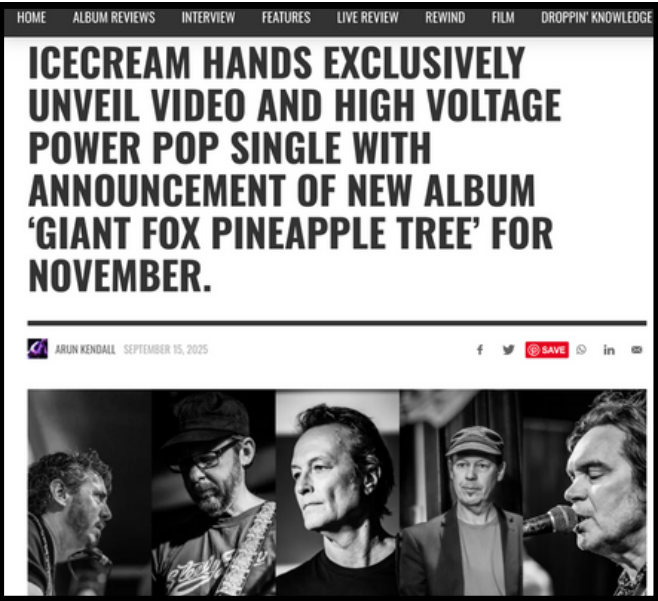 HOME ALBUM REVIEWS INTERVIEW FEATURES LIVE REVIEW REWIND FILM DROPPIN' KNOWLEDGE
ICECREAM HANDS EXCLUSIVELY
UNVEIL VIDEO AND HIGH VOLTAGE
POWER POP SINGLE WITH
ANNOUNCEMENT OF NEW ALBUM
‘GIANT FOX PINEAPPLE TREE’ FOR
NOVEMBER.
ARUN KENDALL SEPTEMBER 15, 2025
SAVE